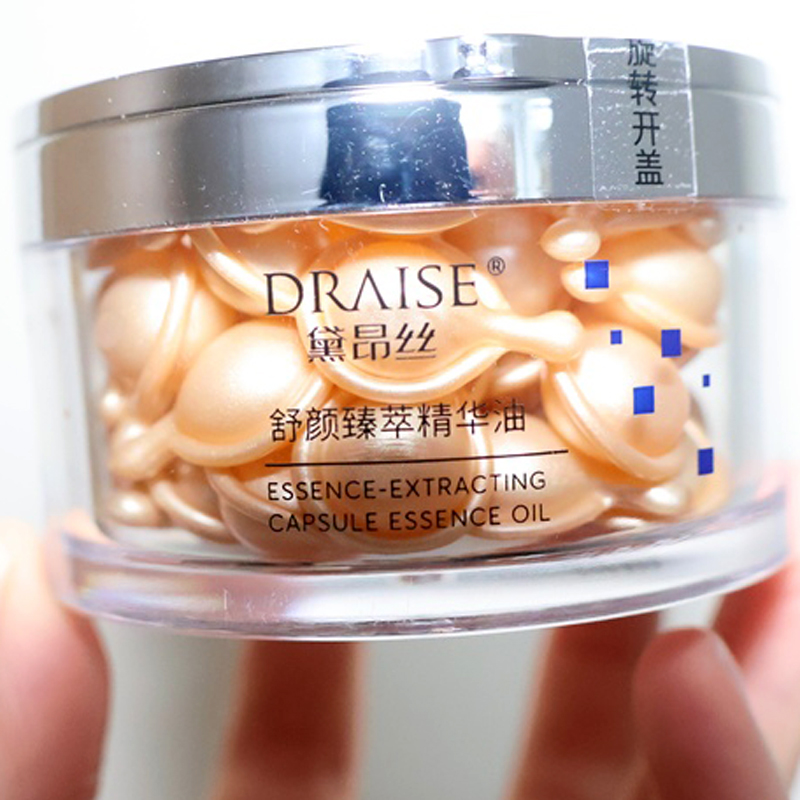 旋转开盖
DRAISE®
黛昂丝
舒颜臻萃精华油
ESSENCE-EXTRACTING
CAPSULE ESSENCE OIL